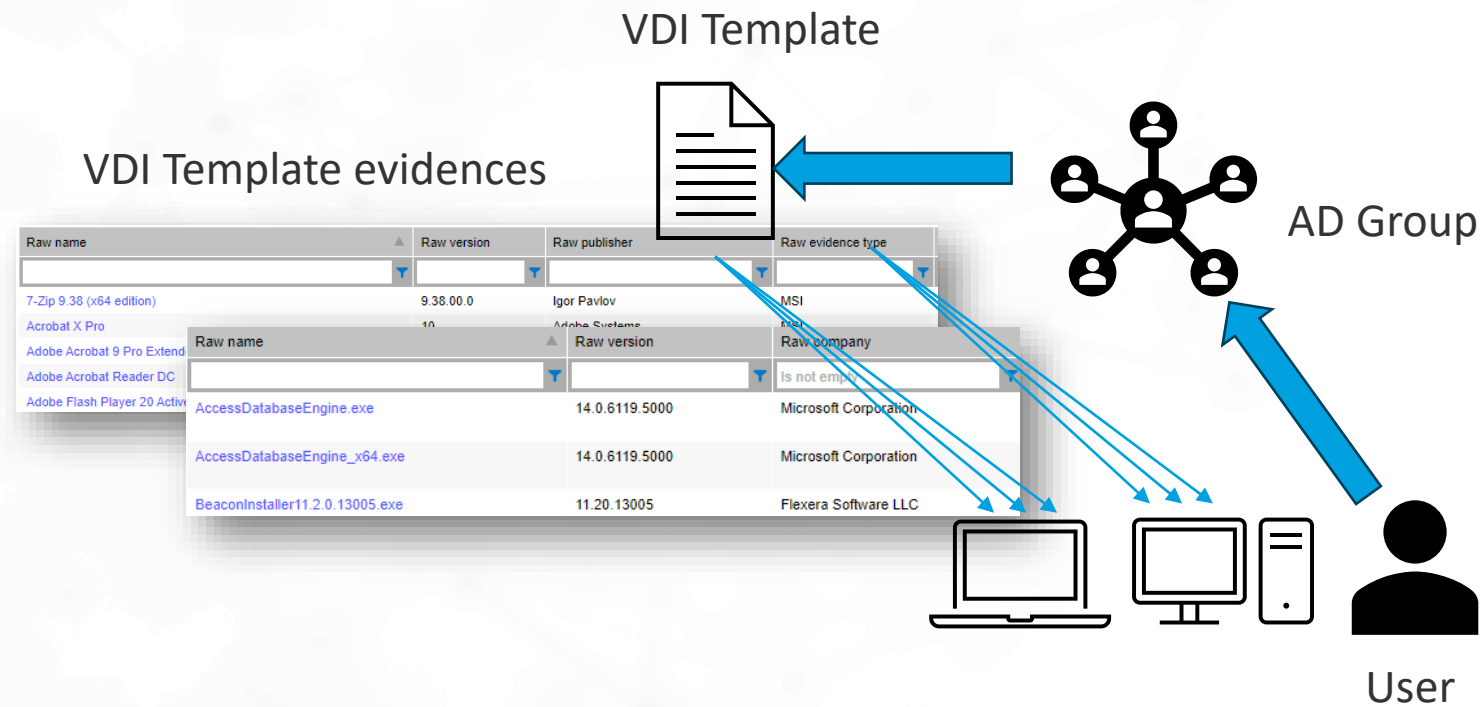 VDI Template
VDI Template evidences
AD Group
Raw name Raw version Raw publisher Raw evidence type
7-Zip 9.38 (x64 edition) 9.38.00.0 Igor Pavlov MSI
Acrobat X Pro 10 Adobe Systems MSI
Adobe Acrobat 9 Pro Extend
Adobe Acrobat Reader DC
Adobe Flash Player 20 Active
Raw name Raw version Raw company
Is not empty
AccessDatabaseEngine.exe 14.0.6119.5000 Microsoft Corporation
AccessDatabaseEngine_x64.exe 14.0.6119.5000 Microsoft Corporation
BeaconInstaller11.2.0.13005.exe 11.20.13005 Flexera Software LLC
User